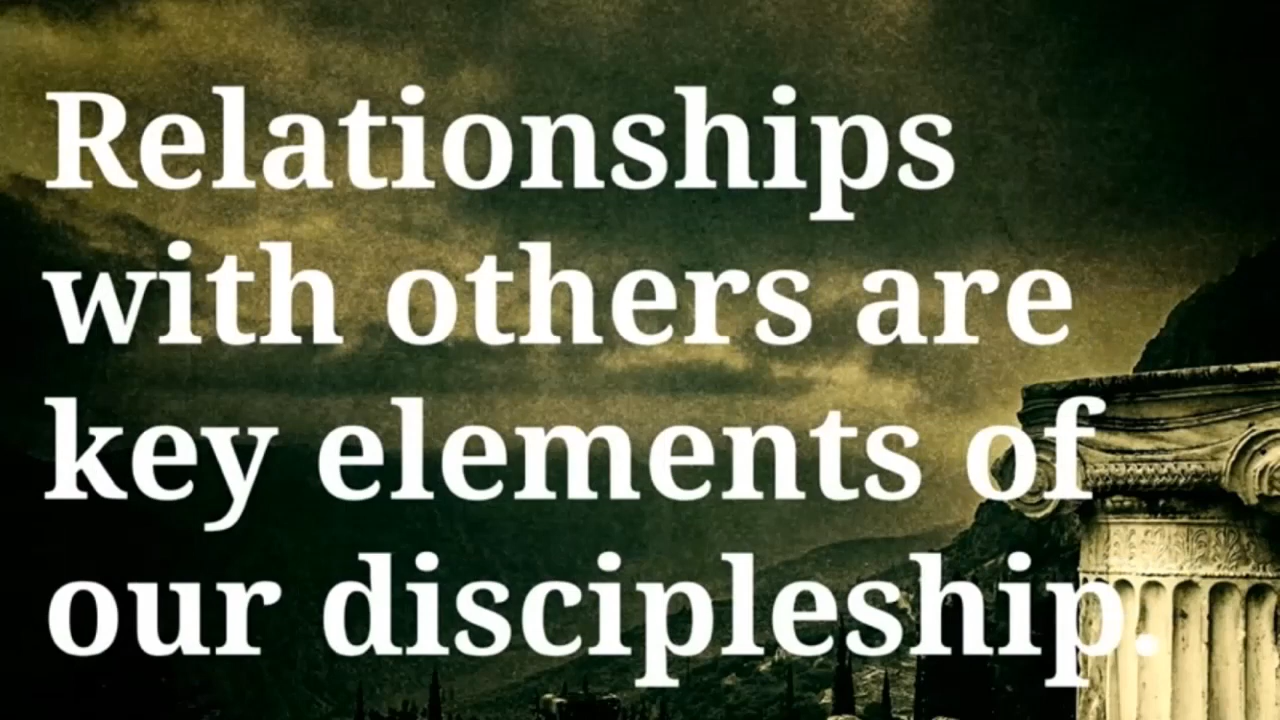 Relationships
with others are
key elements of
our discipleship.